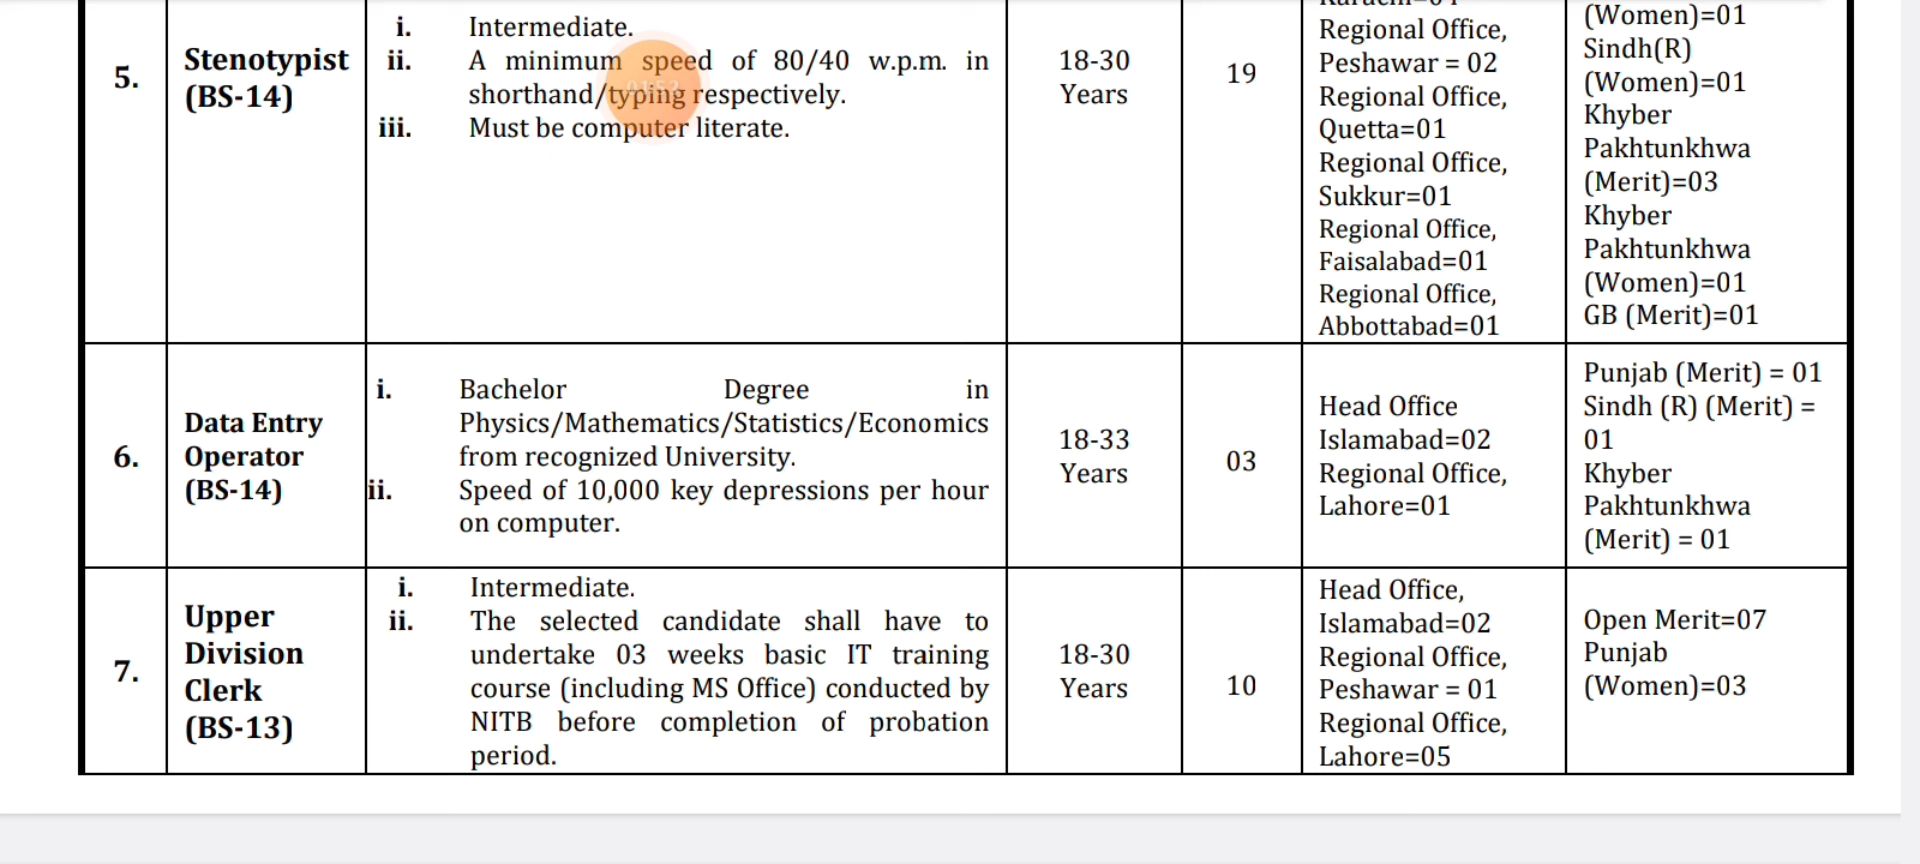 5.
Stenotypist
(BS-14)
i. Intermediate.
ii. A minimum speed of 80/40 w.p.m. in
shorthand/typing respectively.
iii. Must be computer literate.
18-30
Years
19
Regional Office,
Peshawar = 02
Regional Office,
Quetta=01
Regional Office,
Sukkur=01
Regional Office,
Faisalabad=01
Regional Office,
Abbottabad=01
(Women)=01
Sindh(R)
(Women)=01
Khyber
Pakhtunkhwa
(Merit)=03
Khyber
Pakhtunkhwa
(Women)=01
GB (Merit)=01
6.
Data Entry
Operator
(BS-14)
i. Bachelor Degree in
Physics/Mathematics/Statistics/Economics
from recognized University.
ii. Speed of 10,000 key depressions per hour
on computer.
18-33
Years
03
Head Office
Islamabad=02
Regional Office,
Lahore=01
Punjab (Merit) = 01
Sindh (R) (Merit) =
01
Khyber
Pakhtunkhwa
(Merit) = 01
7.
Upper
Division
Clerk
(BS-13)
i. Intermediate.
ii. The selected candidate shall have to
undertake 03 weeks basic IT training
course (including MS Office) conducted by
NITB before completion of probation
period.
18-30
Years
10
Head Office,
Islamabad=02
Regional Office,
Peshawar = 01
Regional Office,
Lahore=05
Open Merit=07
Punjab
(Women)=03